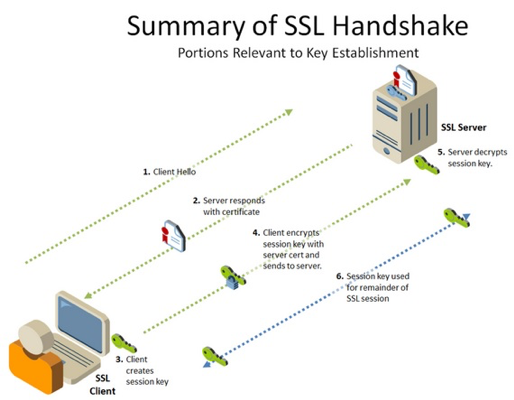 Summary of SSL Handshake
Portions Relevant to Key Establishment
SSL Server
5. Server decrypts
session key.
1. Client Hello
2. Server responds
with certificate
4. Client encrypts
session key with
server cert and
sends to server.
6. Session key used
for remainder of
SSL session
3. Client
creates
session key
SSL
Client